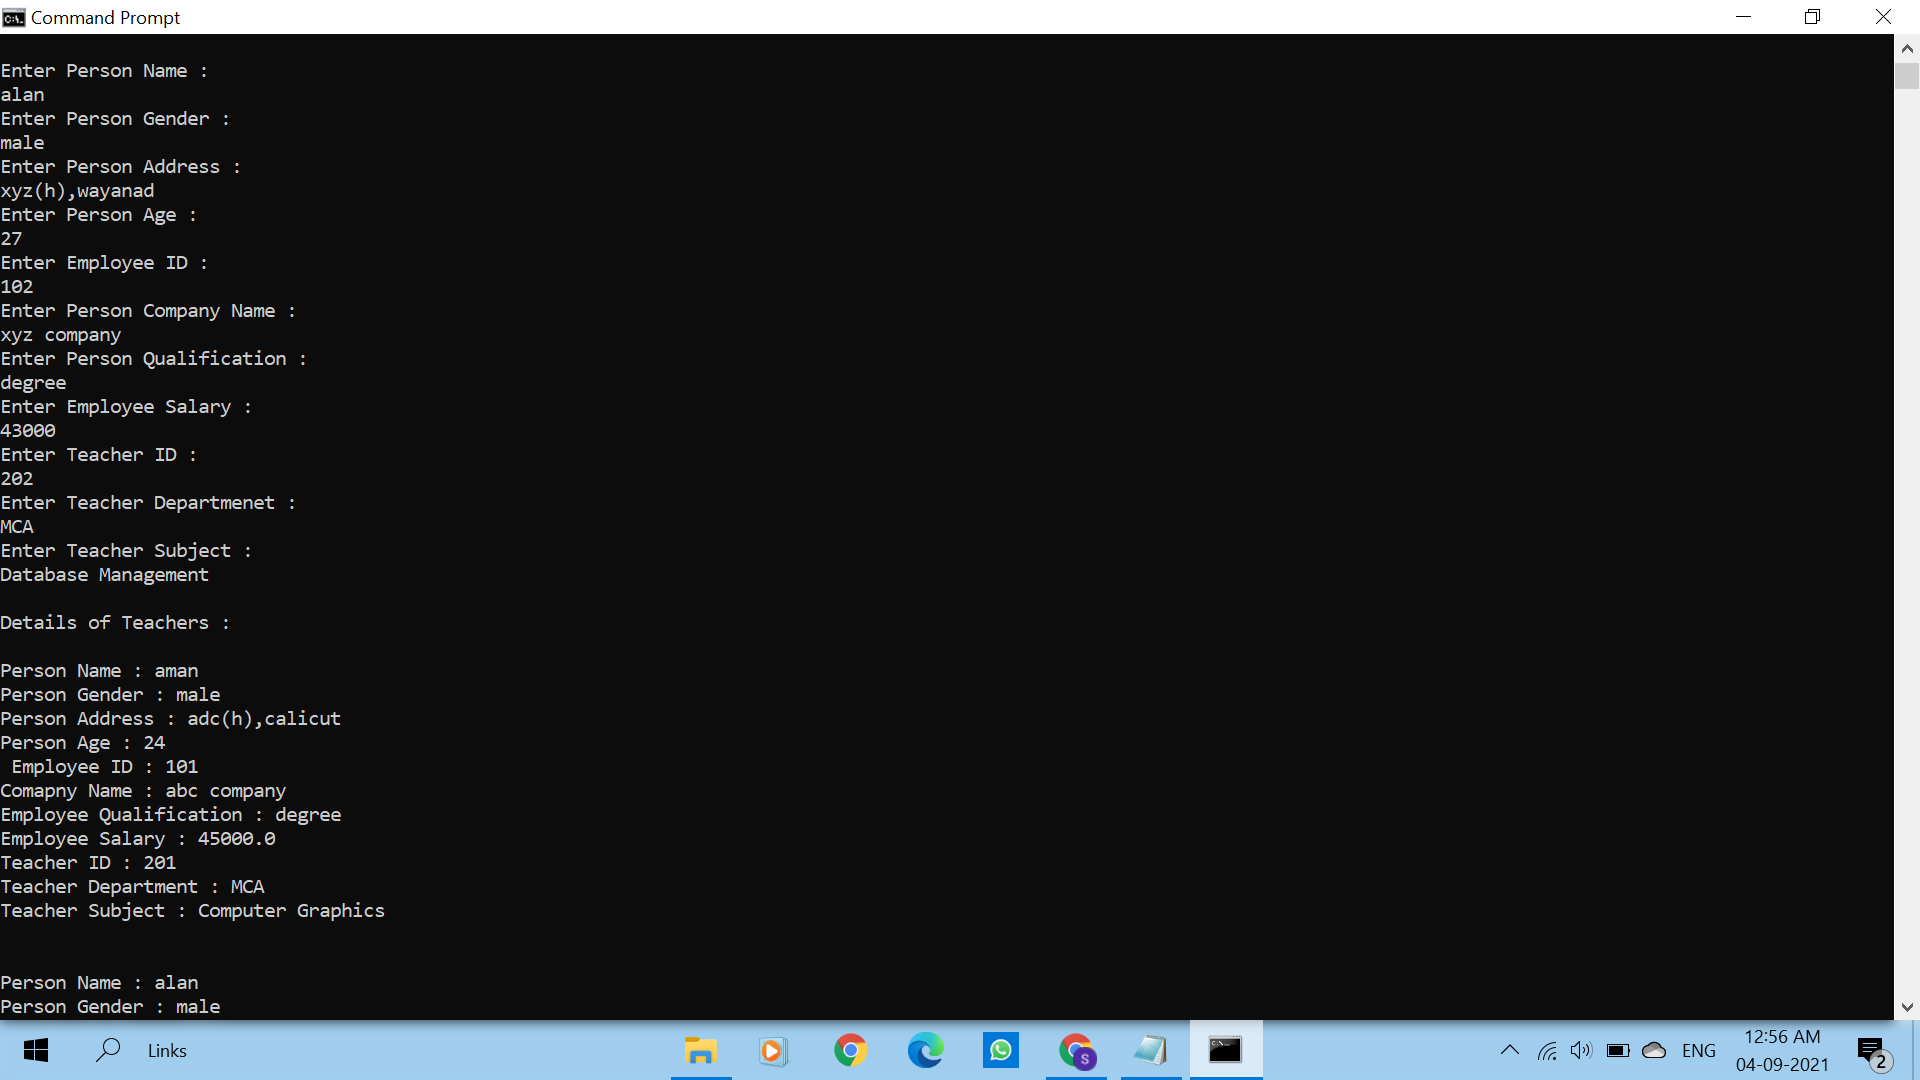 Command Prompt
Enter Person Name :
alan
Enter Person Gender :
male
Enter Person Address :
xyz(h),wayanad
Enter Person Age :
27
Enter Employee ID :
102
Enter Person Company Name :
xyz company
Enter Person Qualification :
degree
Enter Employee Salary :
43000
Enter Teacher ID :
202
Enter Teacher Departmenet :
MCA
Enter Teacher Subject :
Database Management
Details of Teachers :
Person Name : aman
Person Gender : male
Person Address : adc(h),calicut
Person Age : 24
Employee ID : 101
Comapny Name : abc company
Employee Qualification : degree
Employee Salary : 45000.0
Teacher ID : 201
Teacher Department : MCA
Teacher Subject : Computer Graphics
Person Name : alan
Person Gender : male
Links
S
ENG
12:56 AM
04-09-2021
2